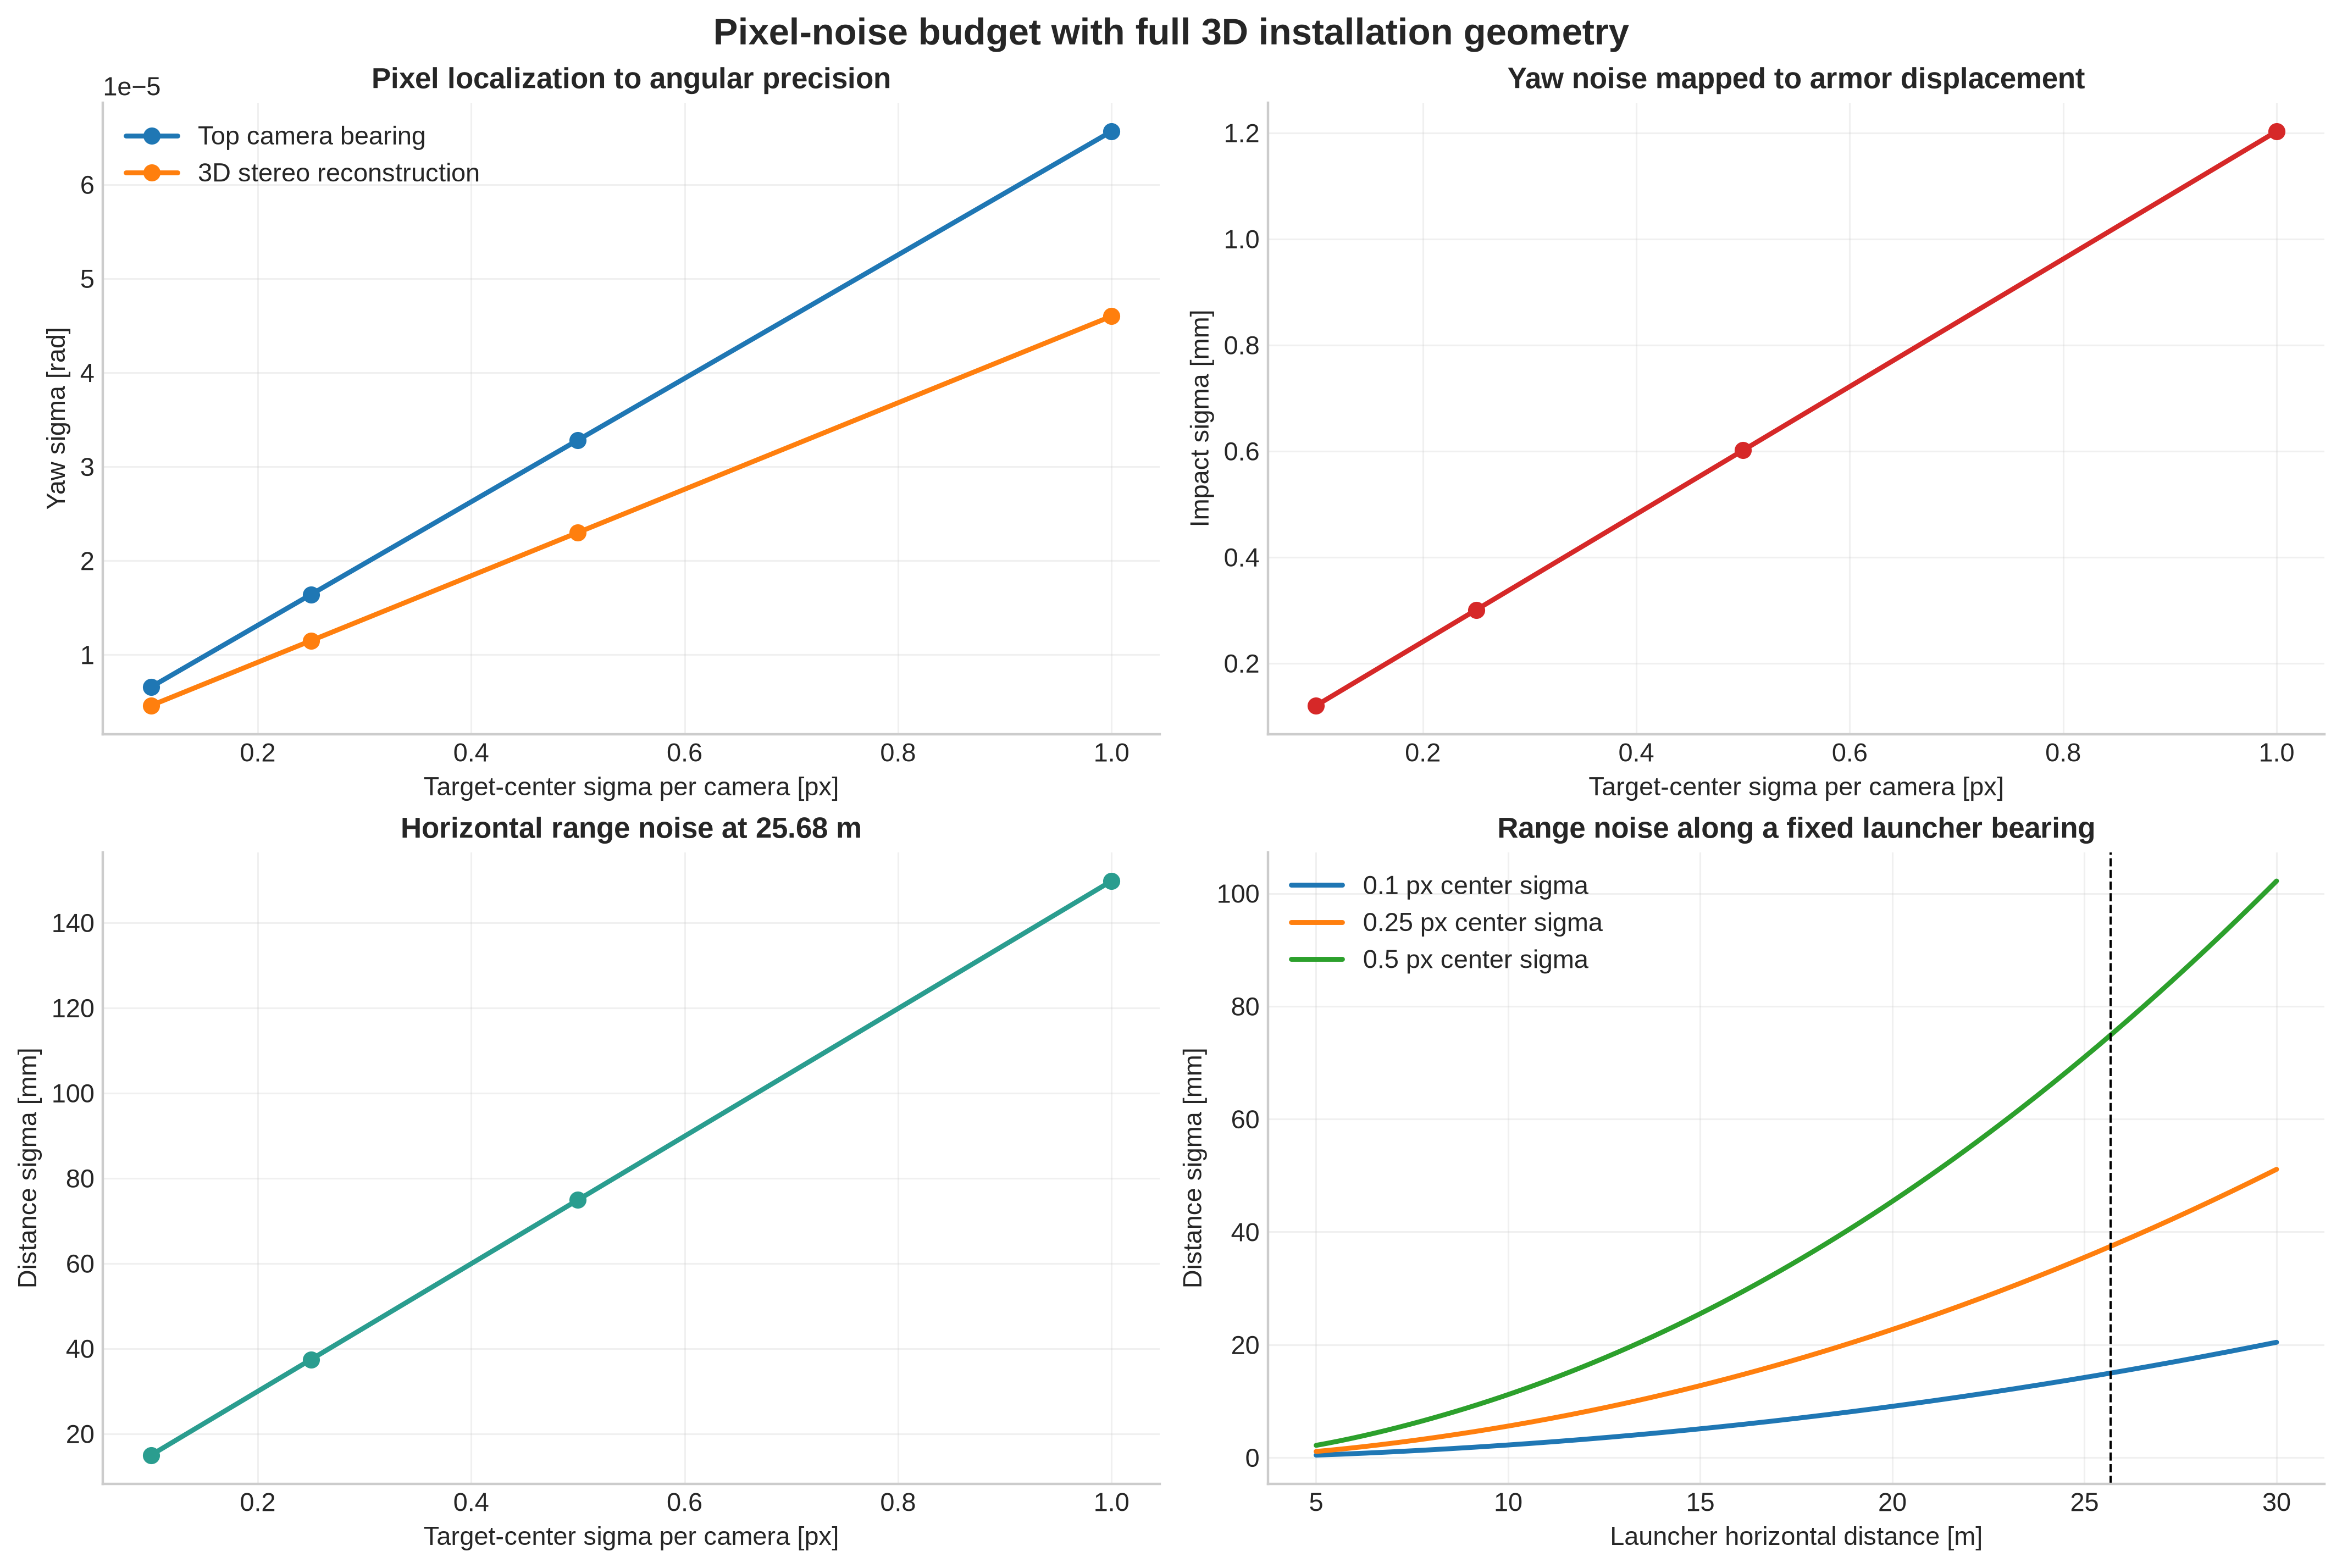 Pixel-noise budget with full 3D installation geometry
Pixel localization to angular precision
1e−5
Top camera bearing
3D stereo reconstruction
6
5
4
3
2
1
Yaw sigma [rad]
0.2 0.4 0.6 0.8 1.0
Target-center sigma per camera [px]
Yaw noise mapped to armor displacement
1.2
1.0
0.8
0.6
0.4
0.2
Impact sigma [mm]
0.2 0.4 0.6 0.8 1.0
Target-center sigma per camera [px]
Horizontal range noise at 25.68 m
140
120
100
80
60
40
20
Distance sigma [mm]
0.2 0.4 0.6 0.8 1.0
Target-center sigma per camera [px]
Range noise along a fixed launcher bearing
0.1 px center sigma
0.25 px center sigma
0.5 px center sigma
100
80
60
40
20
0
Distance sigma [mm]
5 10 15 20 25 30
Launcher horizontal distance [m]